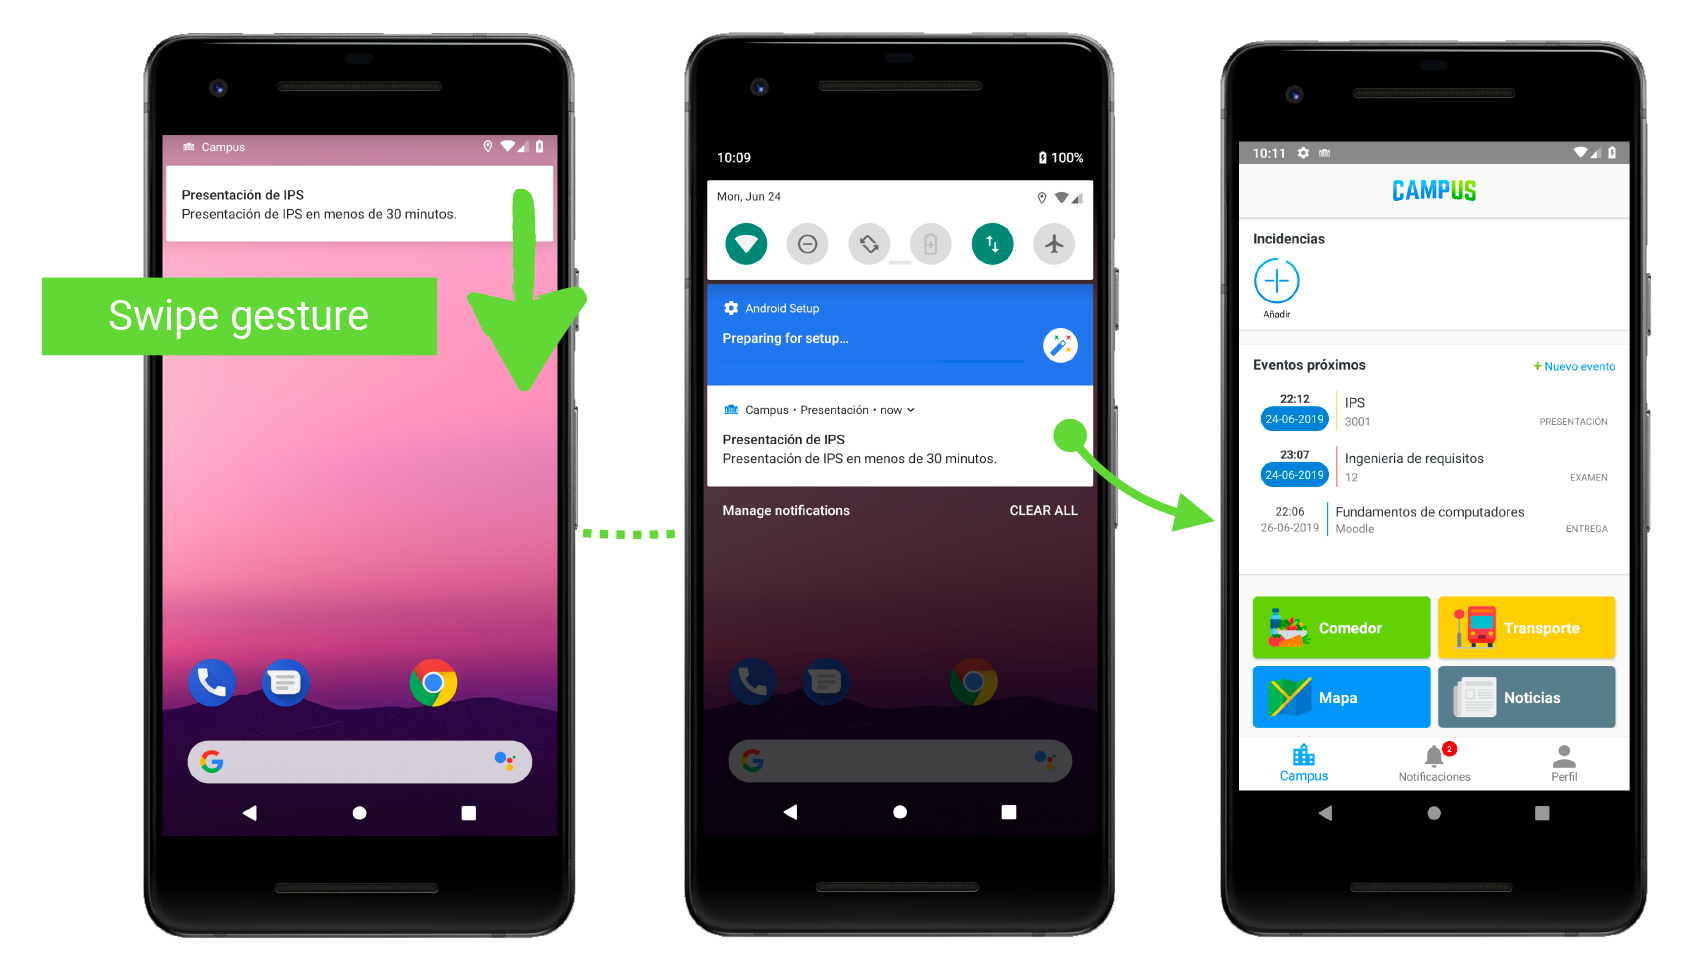 Campus
Presentación de IPS
Presentación de IPS en menos de 30 minutos.
Swipe gesture
10:09
100%
Mon, Jun 24
Android Setup
Preparing for setup...
Campus • Presentación • now
Presentación de IPS
Presentación de IPS en menos de 30 minutos.
Manage notifications
CLEAR ALL
10:11
CAMPUS
Incidencias
Añadir
Eventos próximos
+ Nuevo evento
22:12
24-06-2019
IPS
3001
PRESENTACIÓN
23:07
24-06-2019
Ingenieria de requisitos
12
EXAMEN
22:06
26-06-2019
Fundamentos de computadores
Moodle
ENTREGA
Comedor
Transporte
Mapa
Noticias
Campus
2
Notificaciones
Perfil